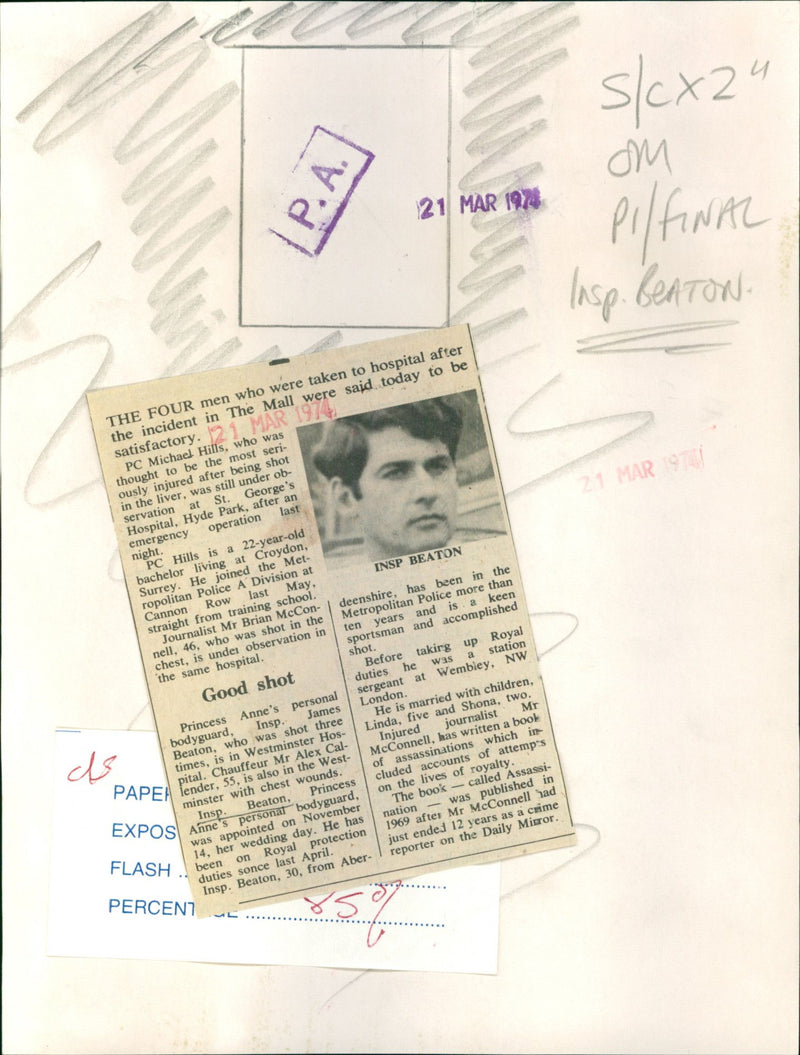 S/C X 2"
OM
P1/FINAL
Insp. BEATON.
P.A.
21 MAR 1974
21 MAR 1974
THE FOUR men who were taken to hospital after
the incident in The Mall were said today to be
satisfactory.
21 MAR 1974
PC Michael Hills, who was
thought to be the most seri-
ously injured after being shot
in the liver, was still under ob-
servation at St. George's
Hospital, Hyde Park, after an
emergency operation last
night.
PC Hills is a 22-year-old
bachelor living at Croydon,
Surrey. He joined the Met-
ropolitan Police A Division at
Cannon Row last May,
straight from training school.
Journalist Mr Brian McCon-
nell, 46, who was shot in the
chest, is under observation in
the same hospital.
Good shot
Princess Anne's personal
bodyguard, Insp. James
Beaton, who was shot three
times, is in Westminster Hos-
pital. Chauffeur Mr Alex Cal-
lender, 55, is also in the West-
minster with chest wounds.
Insp. Beaton, Princess
Anne's personal bodyguard,
was appointed on November
14, her wedding day. He has
been on Royal protection
duties sonce last April.
Insp. Beaton, 30, from Aber-
INSP BEATON
deenshire, has been in the
Metropolitan Police more than
ten years and is a keen
sportsman and accomplished
shot.
Before taking up Royal
duties he was a station
sergeant at Wembley, NW
London.
He is married with children,
Linda, five and Shona, two.
Injured journalist Mr
McConnell, has written a book
of assassinations which in-
cluded accounts of attempts
on the lives of royalty.
The book — called Assassi-
nation — was published in
1969 after Mr McConnell had
just ended 12 years as a crime
reporter on the Daily Mirror.
PAPER
EXPOS
FLASH ..
PERCENT GE ..............
85%